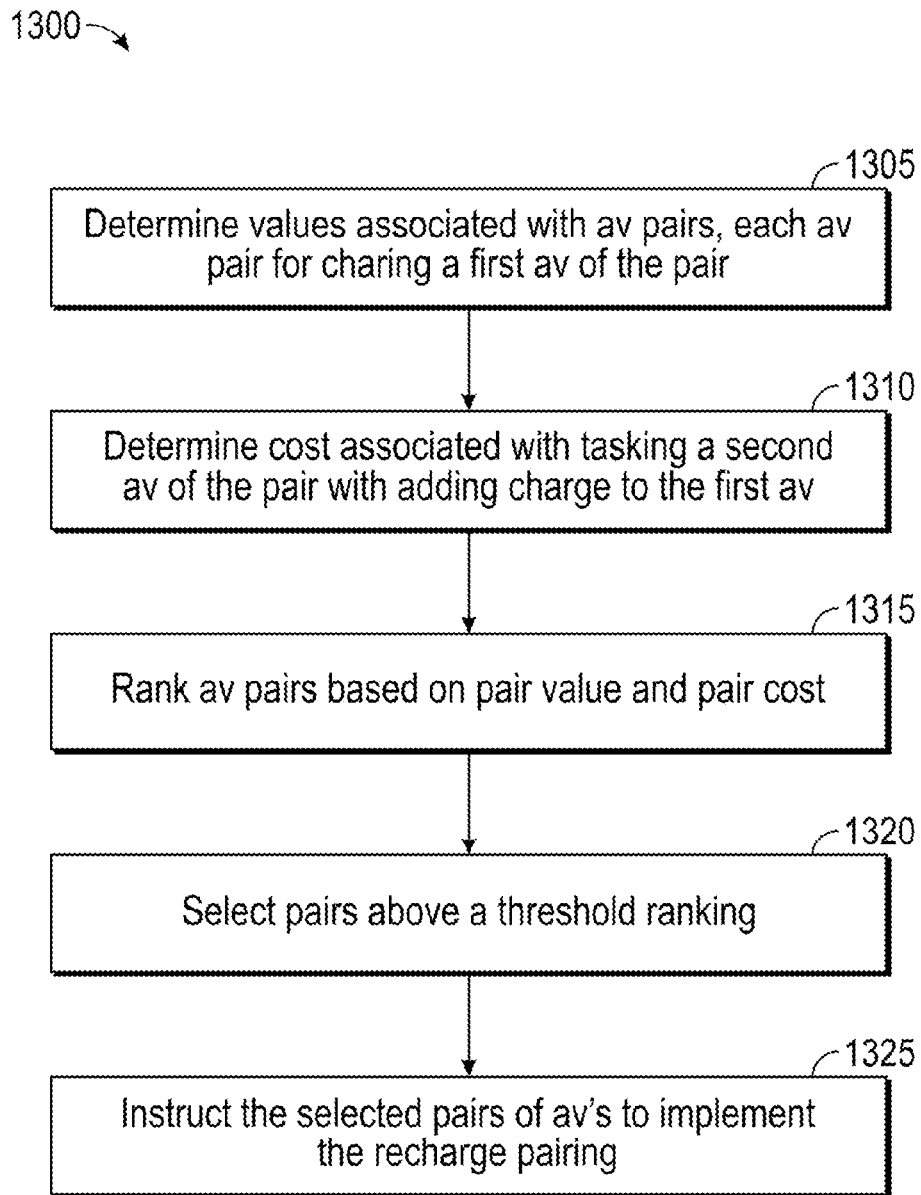 1300
1305
Determine values associated with av pairs, each av
pair for charing a first av of the pair
1310
Determine cost associated with tasking a second
av of the pair with adding charge to the first av
1315
Rank av pairs based on pair value and pair cost
1320
Select pairs above a threshold ranking
1325
Instruct the selected pairs of av's to implement
the recharge pairing